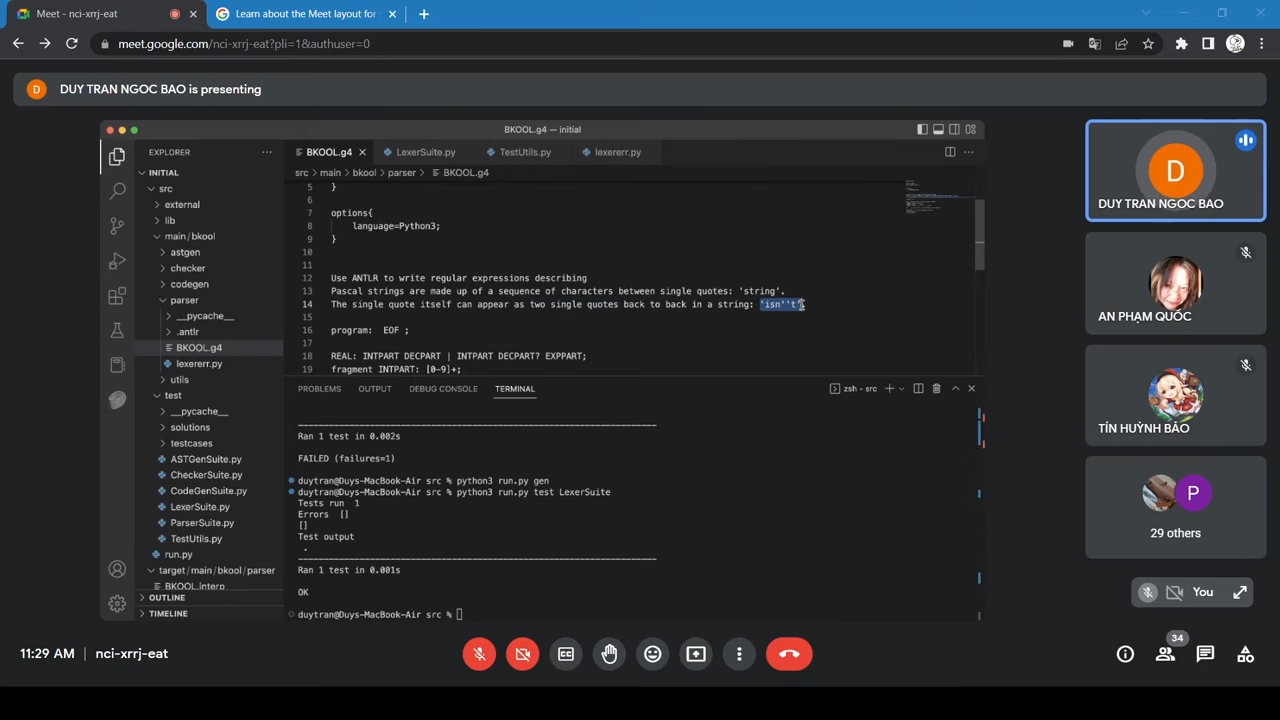 Meet - nci-xrrj-eat
Learn about the Meet layout for
meet.google.com/nci-xrrj-eat?pli=1&authuser=0
D
DUY TRAN NGOC BAO is presenting
BKOOL.g4 — initial
EXPLORER
INITIAL
src
external
lib
main/bkool
astgen
checker
codegen
parser
__pycache__
.antlr
BKOOL.g4
lexererr.py
utils
test
__pycache__
solutions
testcases
ASTGenSuite.py
CheckerSuite.py
CodeGenSuite.py
LexerSuite.py
ParserSuite.py
TestUtils.py
run.py
target/main/bkool/parser
BKOOL.interp
OUTLINE
TIMELINE
BKOOL.g4
LexerSuite.py
TestUtils.py
lexererr.py
src > main > bkool > parser > BKOOL.g4
5 }
6
7 options{
8 language=Python3;
9 }
10
11
12 Use ANTLR to write regular expressions describing
13 Pascal strings are made up of a sequence of characters between single quotes: 'string'.
14 The single quote itself can appear as two single quotes back to back in a string: 'isn''t'.
15
16 program: EOF ;
17
18 REAL: INTPART DECPART | INTPART DECPART? EXPPART;
19 fragment INTPART: [0-9]+;
PROBLEMS OUTPUT DEBUG CONSOLE TERMINAL
zsh - src
----------------------------------------------------------------------
Ran 1 test in 0.002s
FAILED (failures=1)
duytran@Duys-MacBook-Air src % python3 run.py gen
duytran@Duys-MacBook-Air src % python3 run.py test LexerSuite
Tests run 1
Errors []
[]
Test output
.
----------------------------------------------------------------------
Ran 1 test in 0.001s
OK
duytran@Duys-MacBook-Air src %
D
DUY TRAN NGOC BAO
AN PHẠM QUỐC
TÍN HUỲNH BẢO
P
29 others
You
11:29 AM | nci-xrrj-eat
34